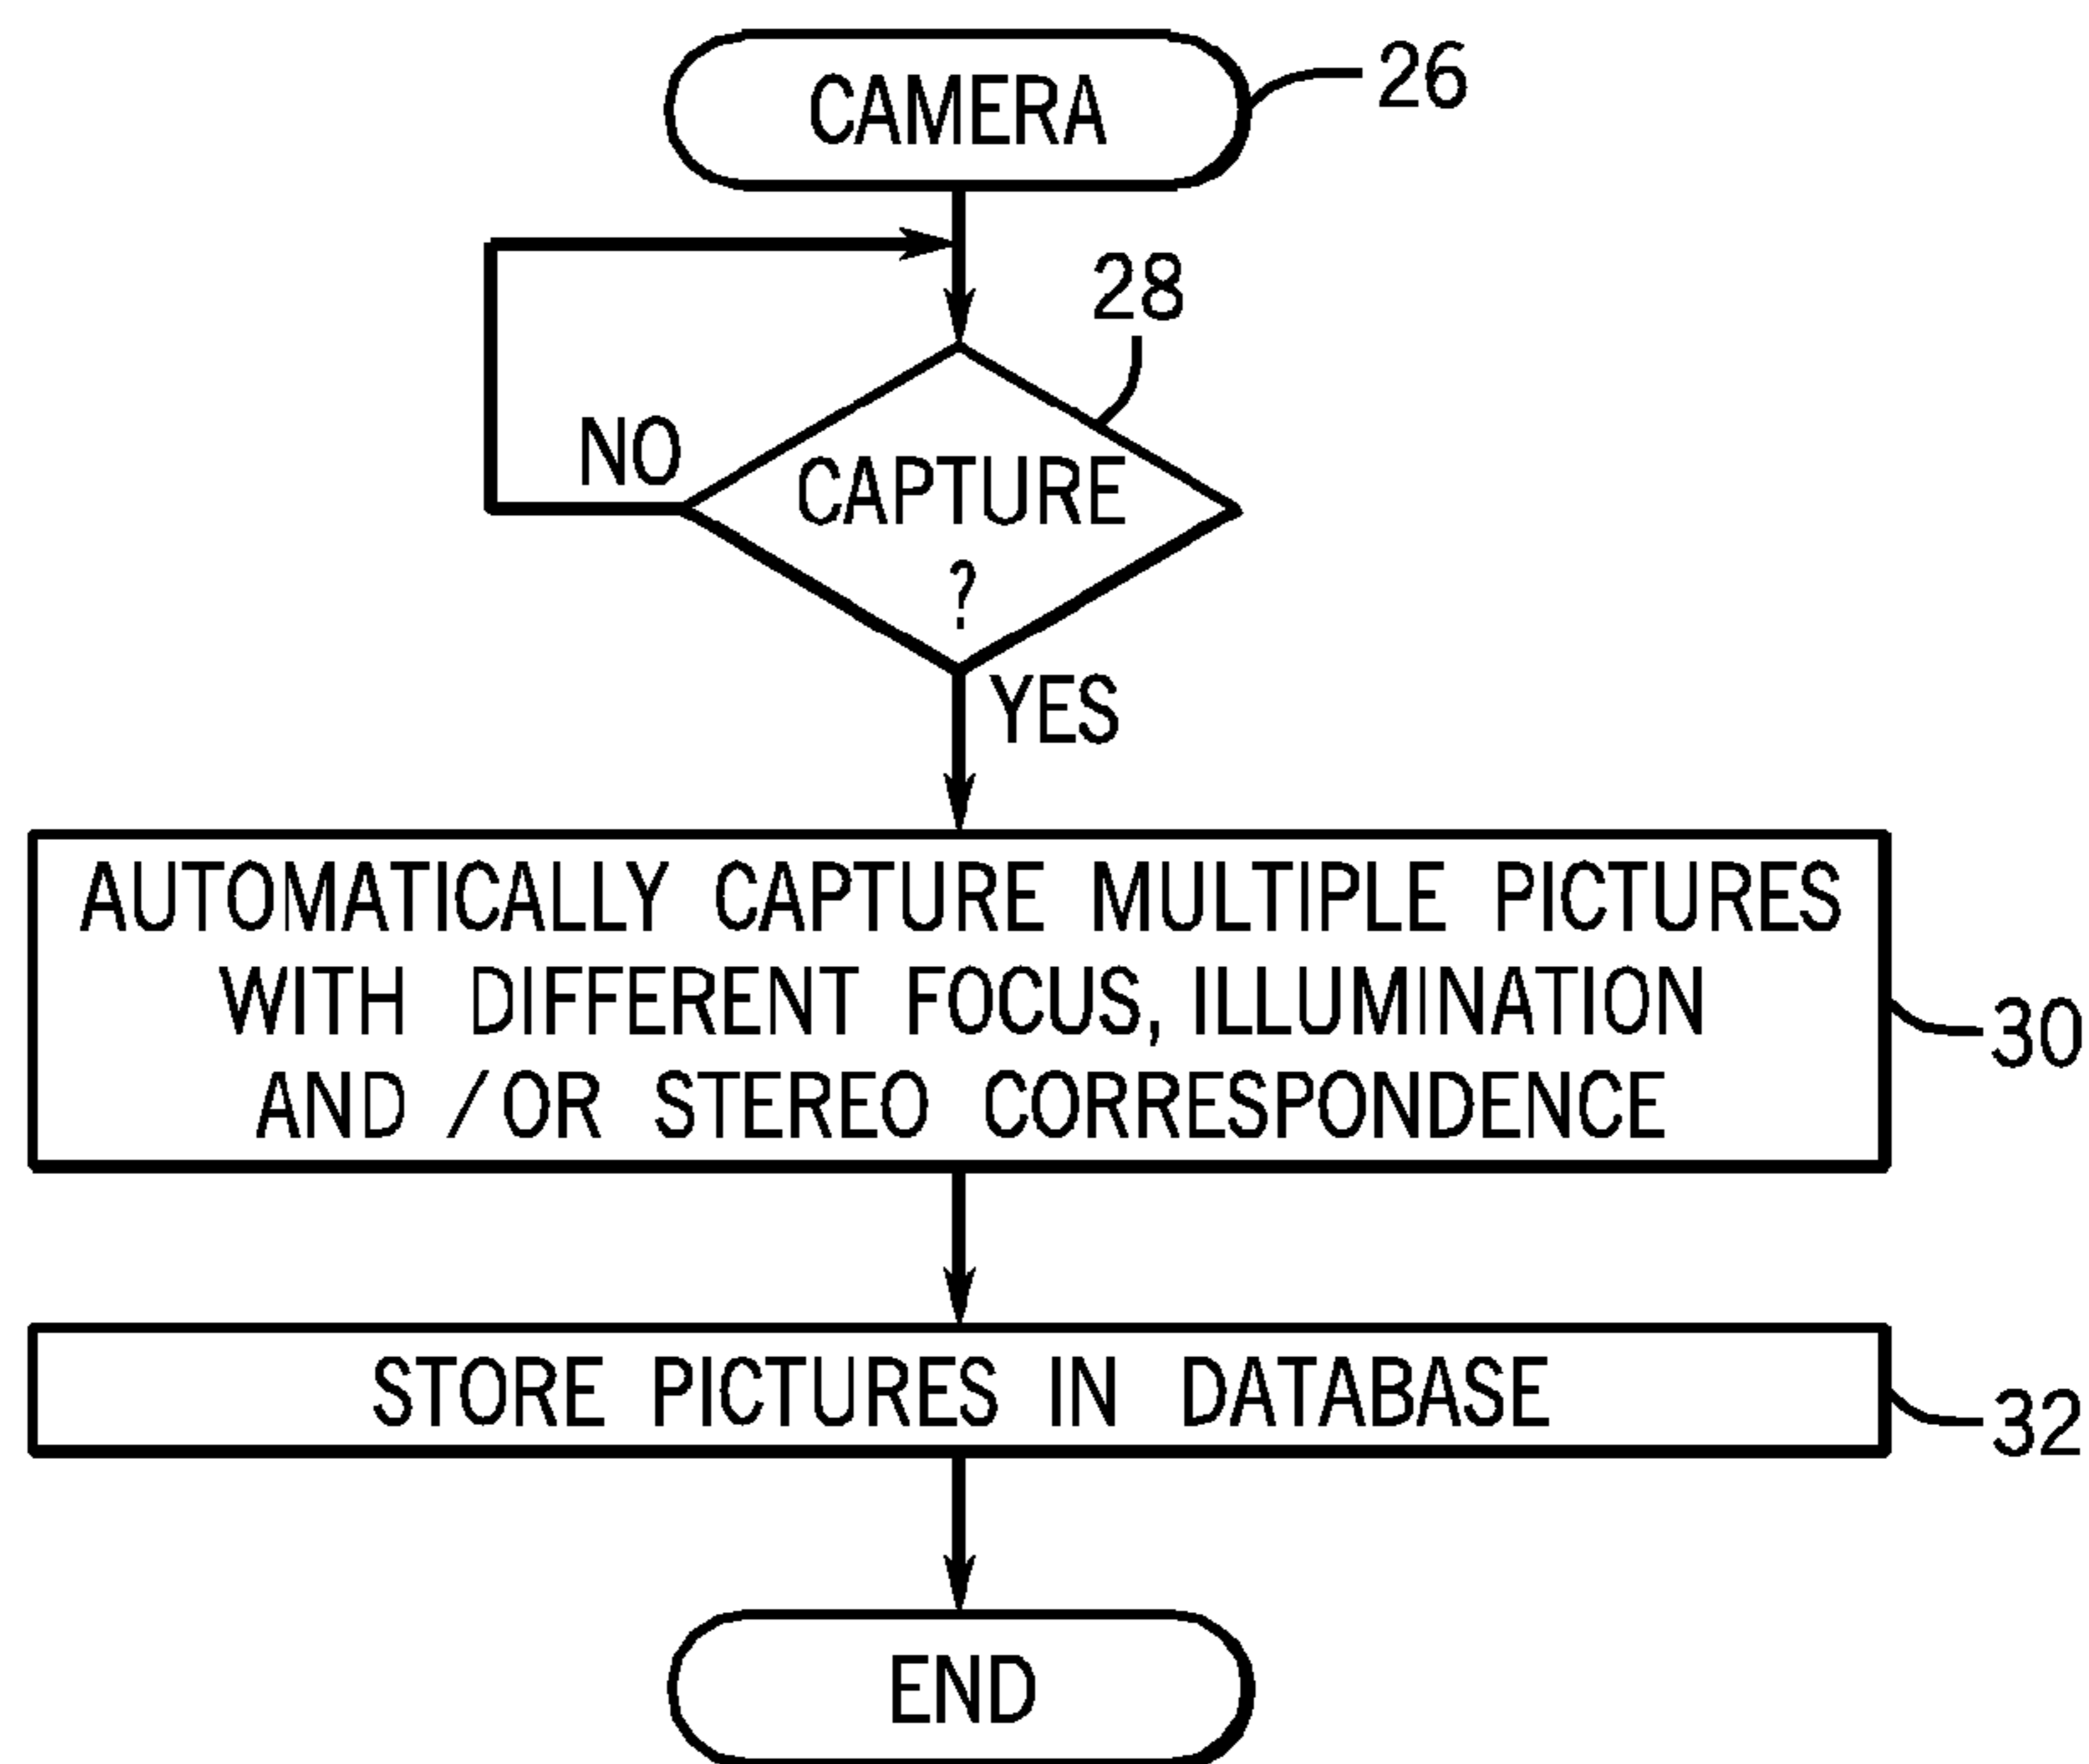 CAMERA
26
28
NO
CAPTURE
?
YES
AUTOMATICALLY CAPTURE MULTIPLE PICTURES
WITH DIFFERENT FOCUS, ILLUMINATION
AND /OR STEREO CORRESPONDENCE
30
STORE PICTURES IN DATABASE
32
END